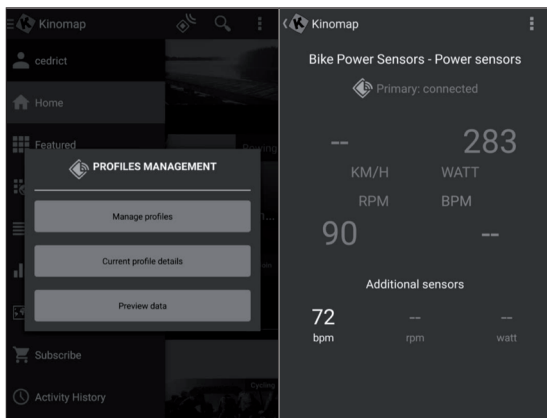 Kinomap
cedrict
Home
Featured
Rowing
PROFILES MANAGEMENT
Manage profiles
Current profile details
Preview data
Subscribe
Cycling
Activity History
Kinomap
Bike Power Sensors - Power sensors
Primary: connected
-- 283
KM/H WATT
RPM BPM
90 --
Additional sensors
72 -- --
bpm rpm watt